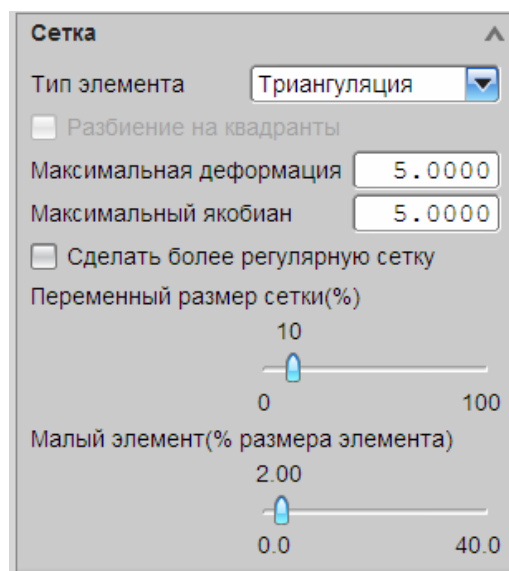 Сетка
Тип элемента Триангуляция
Разбиение на квадранты
Максимальная деформация 5.0000
Максимальный якобиан 5.0000
Сделать более регулярную сетку
Переменный размер сетки(%)
10
0 100
Малый элемент(% размера элемента)
2.00
0.0 40.0